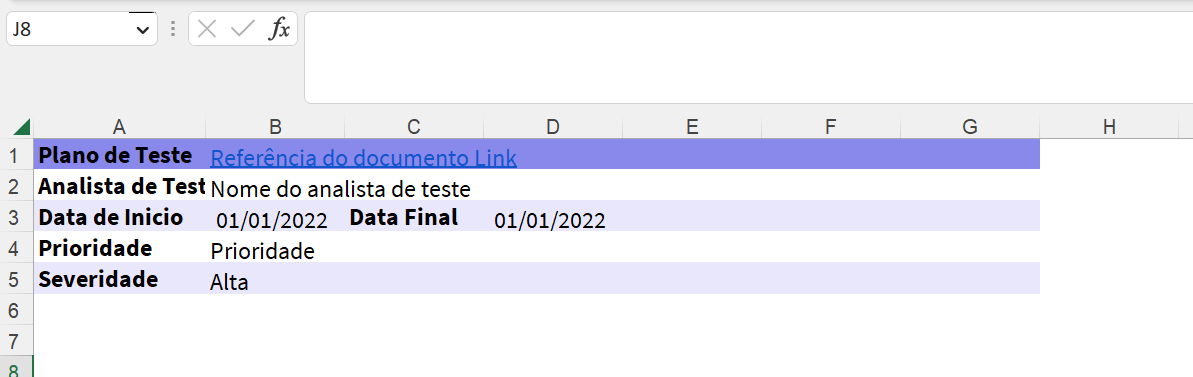 J8 fx
A B C D E F G H
1 Plano de Teste Referência do documento Link
2 Analista de Test Nome do analista de teste
3 Data de Inicio 01/01/2022 Data Final 01/01/2022
4 Prioridade Prioridade
5 Severidade Alta
6
7
8